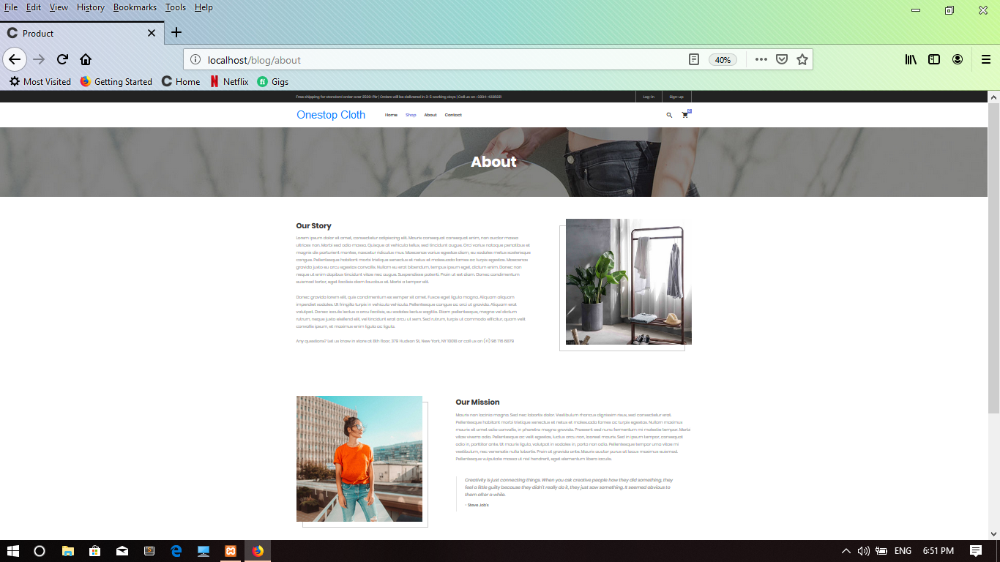 File Edit View History Bookmarks Tools Help
Product
localhost/blog/about
40%
Most Visited Getting Started Home Netflix Gigs
Free shipping for standard order over 2500-Pkr | Orders will be delivered in 3-5 working days | Call us on :
Log-in Sign-up
Onestop Cloth Home Shop About Contact
0
About
Our Story
Lorem ipsum dolor sit amet, consectetur adipiscing elit. Mauris consequat consequat enim, non auctor massa
ultrices non. Morbi sed odio massa. Quisque at vehicula tellus, sed tincidunt augue. Orci varius natoque penatibus et
magnis dis parturient montes, nascetur ridiculus mus. Maecenas varius egestas diam, eu sodales metus scelerisque
congue. Pellentesque habitant morbi tristique senectus et netus et malesuada fames ac turpis egestas. Maecenas
gravida justo eu arcu egestas convallis. Nullam eu erat bibendum, tempus ipsum eget, dictum enim. Donec non
neque ut enim dapibus tincidunt vitae nec augue. Suspendisse potenti. Proin ut est diam. Donec condimentum
euismod tortor, eget facilisis diam faucibus et. Morbi a tempor elit.
Donec gravida lorem elit, quis condimentum ex semper sit amet. Fusce eget ligula magna. Aliquam aliquam
imperdiet sodales. Ut fringilla turpis in vehicula vehicula. Pellentesque congue ac orci ut gravida. Aliquam erat
volutpat. Donec iaculis lectus a arcu facilisis, eu sodales lectus sagittis. Etiam pellentesque, magna vel dictum
rutrum, neque justo eleifend elit, vel tincidunt erat arcu ut sem. Sed rutrum, turpis ut commodo efficitur, quam velit
convallis ipsum, et maximus enim ligula ac ligula.
Any questions? Let us know in store at 8th floor, 379 Hudson St, New York, NY 10018 or call us on (+1) 96 716 6879
Our Mission
Mauris non lacinia magna. Sed nec lobortis dolor. Vestibulum rhoncus dignissim risus, sed consectetur erat.
Pellentesque habitant morbi tristique senectus et netus et malesuada fames ac turpis egestas. Nullam maximus
mauris sit amet odio convallis, in pharetra magna gravida. Praesent sed nunc fermentum mi molestie tempor. Morbi
vitae viverra odio. Pellentesque ac velit egestas, luctus arcu non, laoreet mauris. Sed in ipsum tempor, consequat
odio in, porttitor ante. Ut mauris ligula, volutpat in sodales in, porta non odio. Pellentesque tempor urna vitae mi
vestibulum, nec venenatis nulla lobortis. Proin at gravida ante. Mauris auctor purus at lacus maximus euismod.
Pellentesque vulputate massa ut nisl hendrerit, eget elementum libero iaculis.
Creativity is just connecting things. When you ask creative people how they did something, they
feel a little guilty because they didn't really do it, they just saw something. It seemed obvious to
them after a while.
- Steve Job's
ENG 6:51 PM